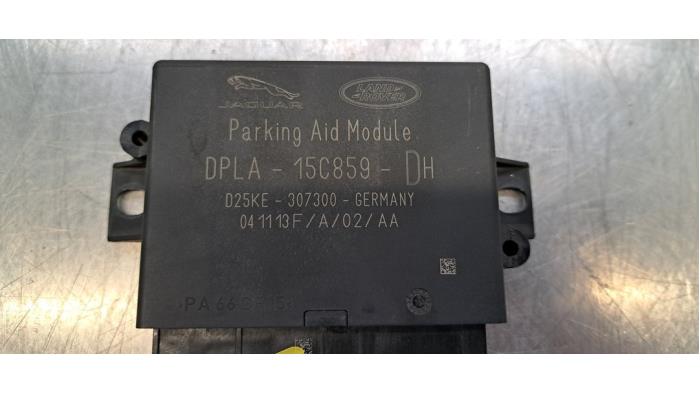 JAGUAR
LAND ROVER
Parking Aid Module
DPLA - 15C859 - DH
D25KE - 307300 - GERMANY
041113F/A/02/AA